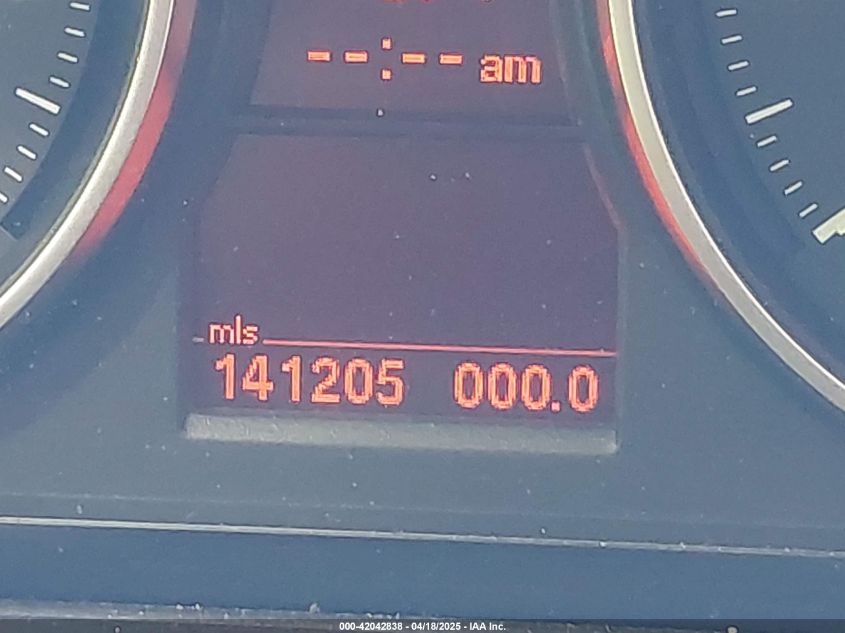 --:-- am
mls
141205 000.0
000-42042838 - 04/18/2025 - IAA Inc.